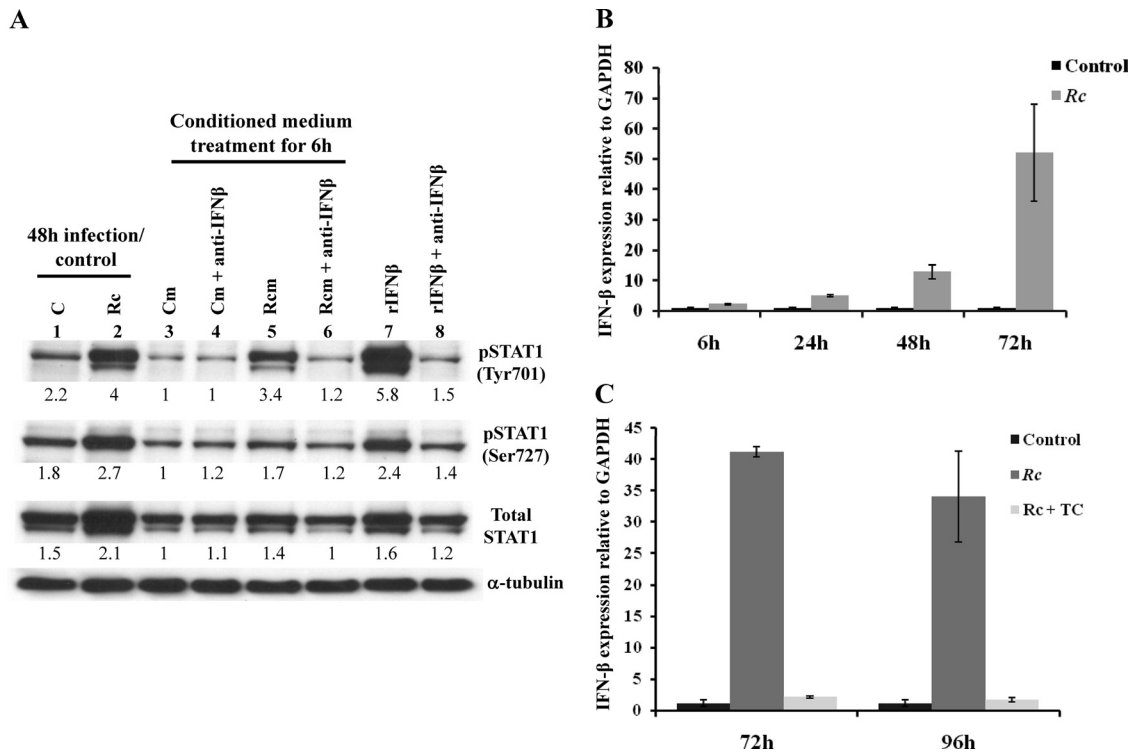 A
Conditioned medium
treatment for 6h
48h infection/
control
C
Rc
Cm
Cm + anti-IFNβ
Rcm
Rcm + anti-IFNβ
rIFNβ
rIFNβ + anti-IFNβ
1 2 3 4 5 6 7 8
pSTAT1
(Tyr701)
2.2 4 1 1 3.4 1.2 5.8 1.5
pSTAT1
(Ser727)
1.8 2.7 1 1.2 1.7 1.2 2.4 1.4
Total
STAT1
1.5 2.1 1 1.1 1.4 1 1.6 1.2
α-tubulin
B
IFN-β expression relative to GAPDH
80
70
60
50
40
30
20
10
0
6h 24h 48h 72h
Control
Rc
C
IFN-β expression relative to GAPDH
45
40
35
30
25
20
15
10
5
0
72h 96h
Control
Rc
Rc + TC